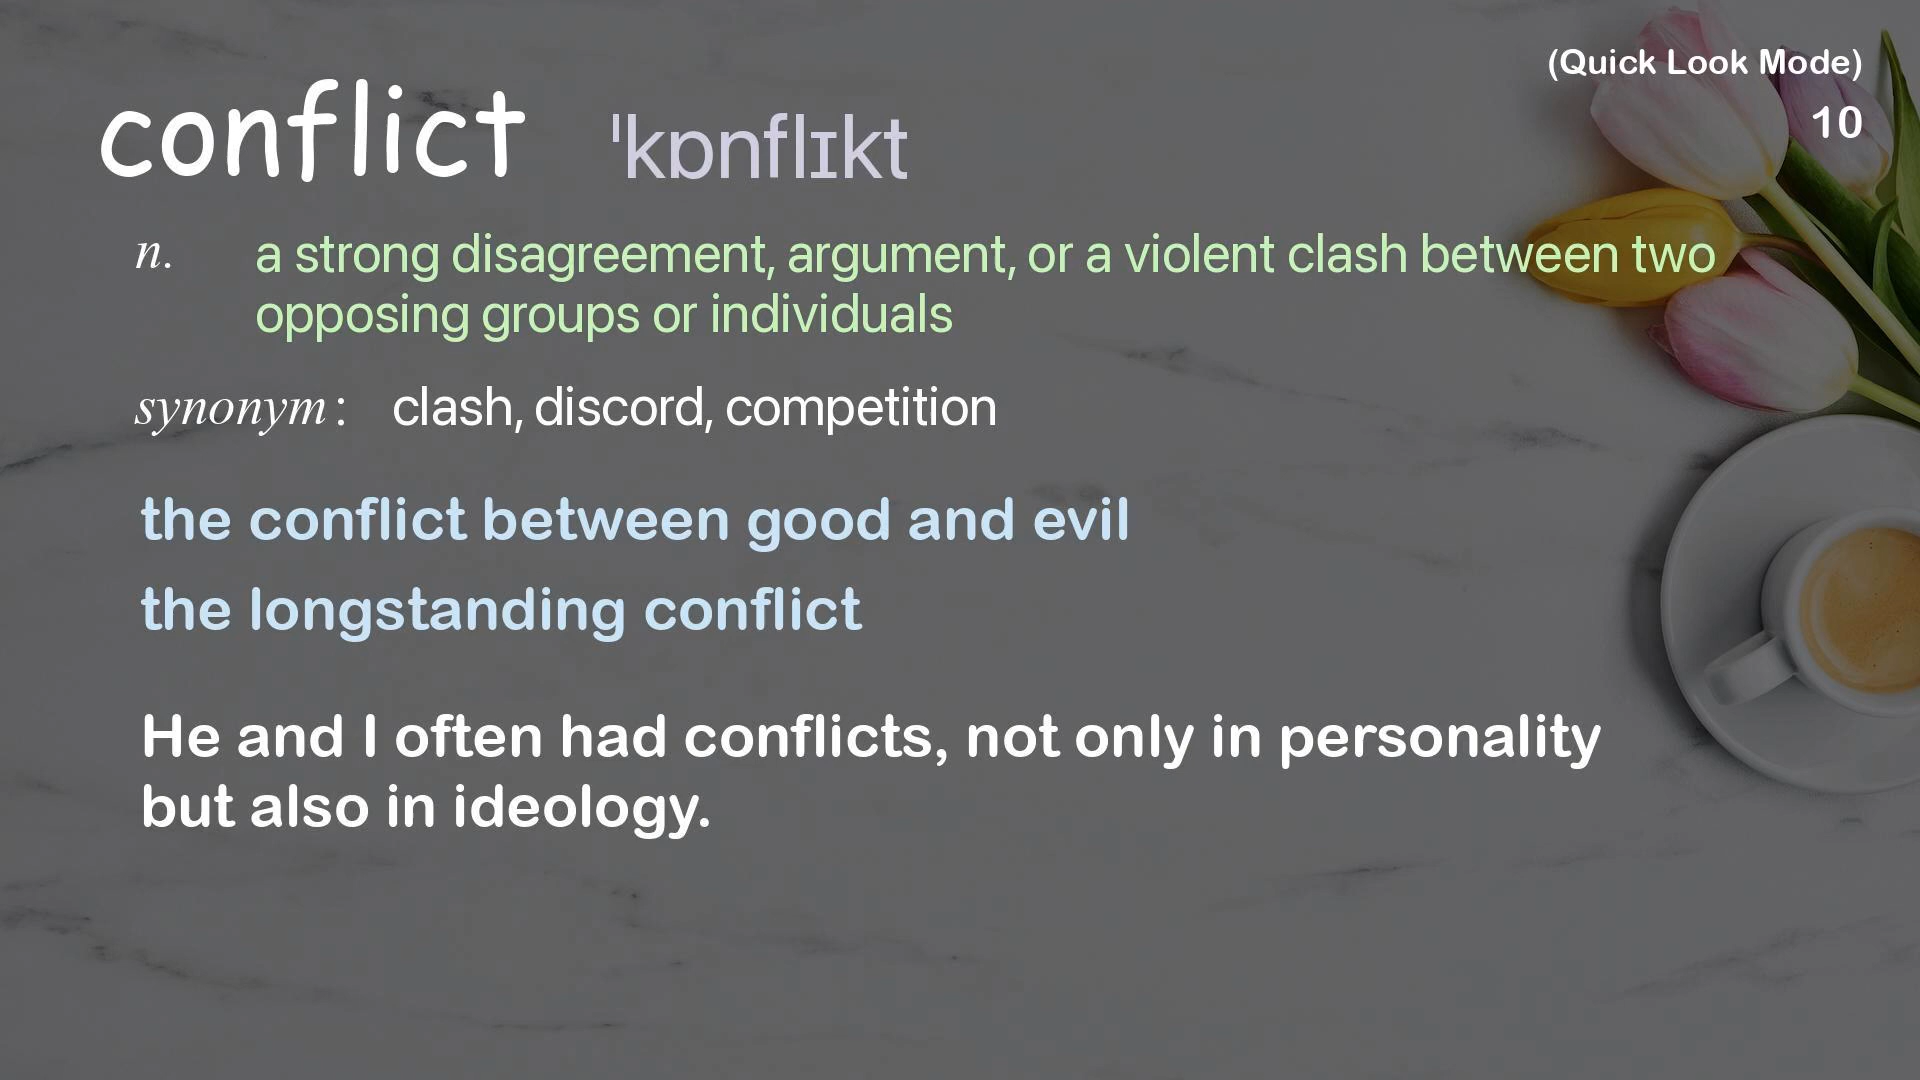 (Quick Look Mode)
10
conflict ˈkɒnflɪkt
n. a strong disagreement, argument, or a violent clash between two
opposing groups or individuals
synonym: clash, discord, competition
the conflict between good and evil
the longstanding conflict
He and I often had conflicts, not only in personality
but also in ideology.